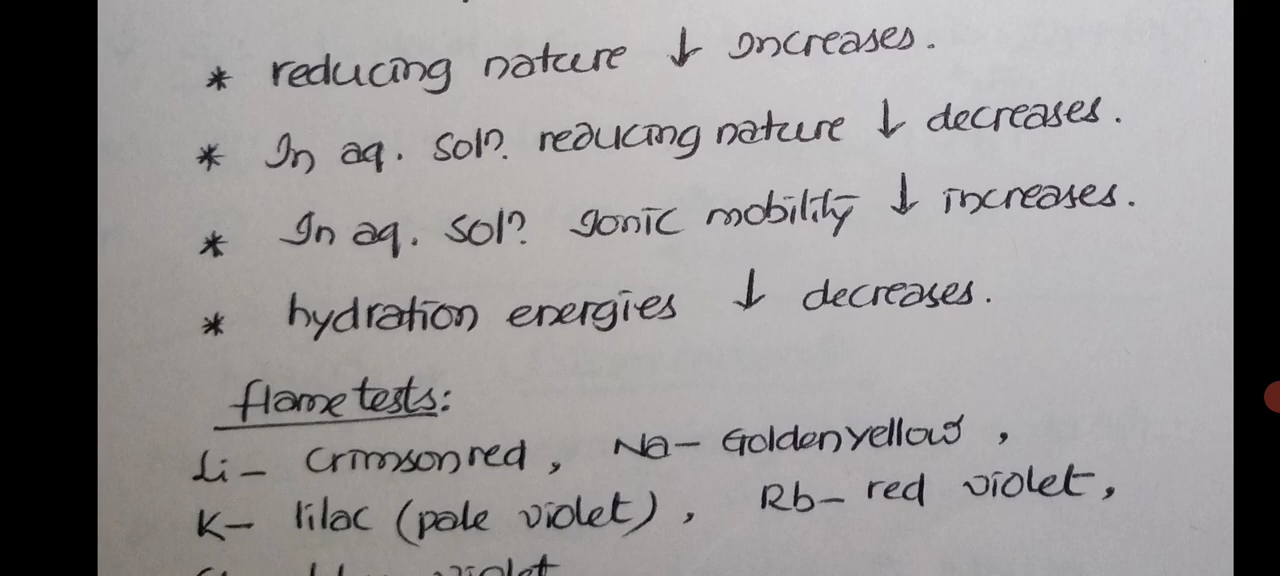 * reducing nature ↓ increases.
* In aq. soln. reducing nature ↓ decreases.
* In aq. soln. Ionic mobility ↓ increases.
* hydration energies ↓ decreases.
flame tests:
Li - Crimson red, Na - Golden yellow,
K - lilac (pale violet), Rb - red violet,
violet